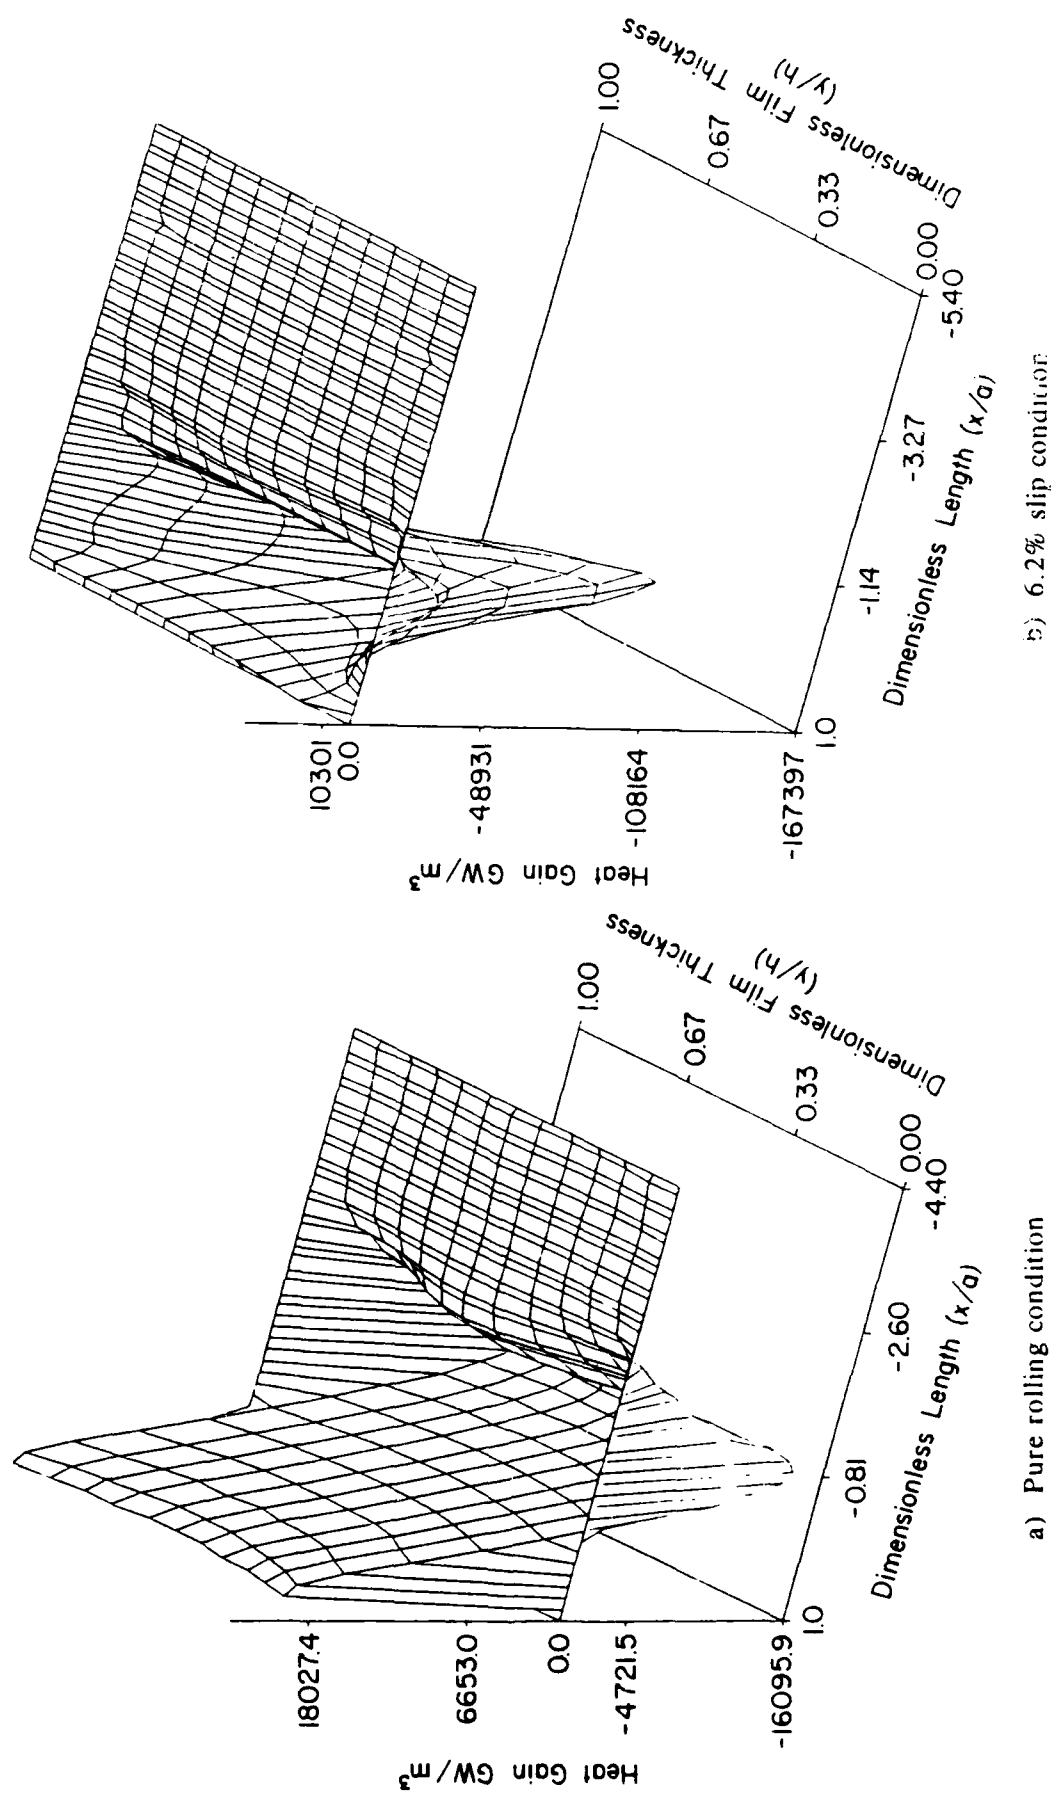 Heat Gain GW/m³
18027.4
6653.0
0.0
-4721.5
-16095.9
1.0
-0.81
-2.60
-4.40
Dimensionless Length (x/a)
0.00
0.33
0.67
1.00
Dimensionless Film Thickness
(y/h)
a) Pure rolling condition
Heat Gain GW/m³
10301
0.0
-48931
-108164
-167397
1.0
-1.14
-3.27
-5.40
Dimensionless Length (x/a)
0.00
0.33
0.67
1.00
Dimensionless Film Thickness
(y/h)
b) 6.2% slip condition